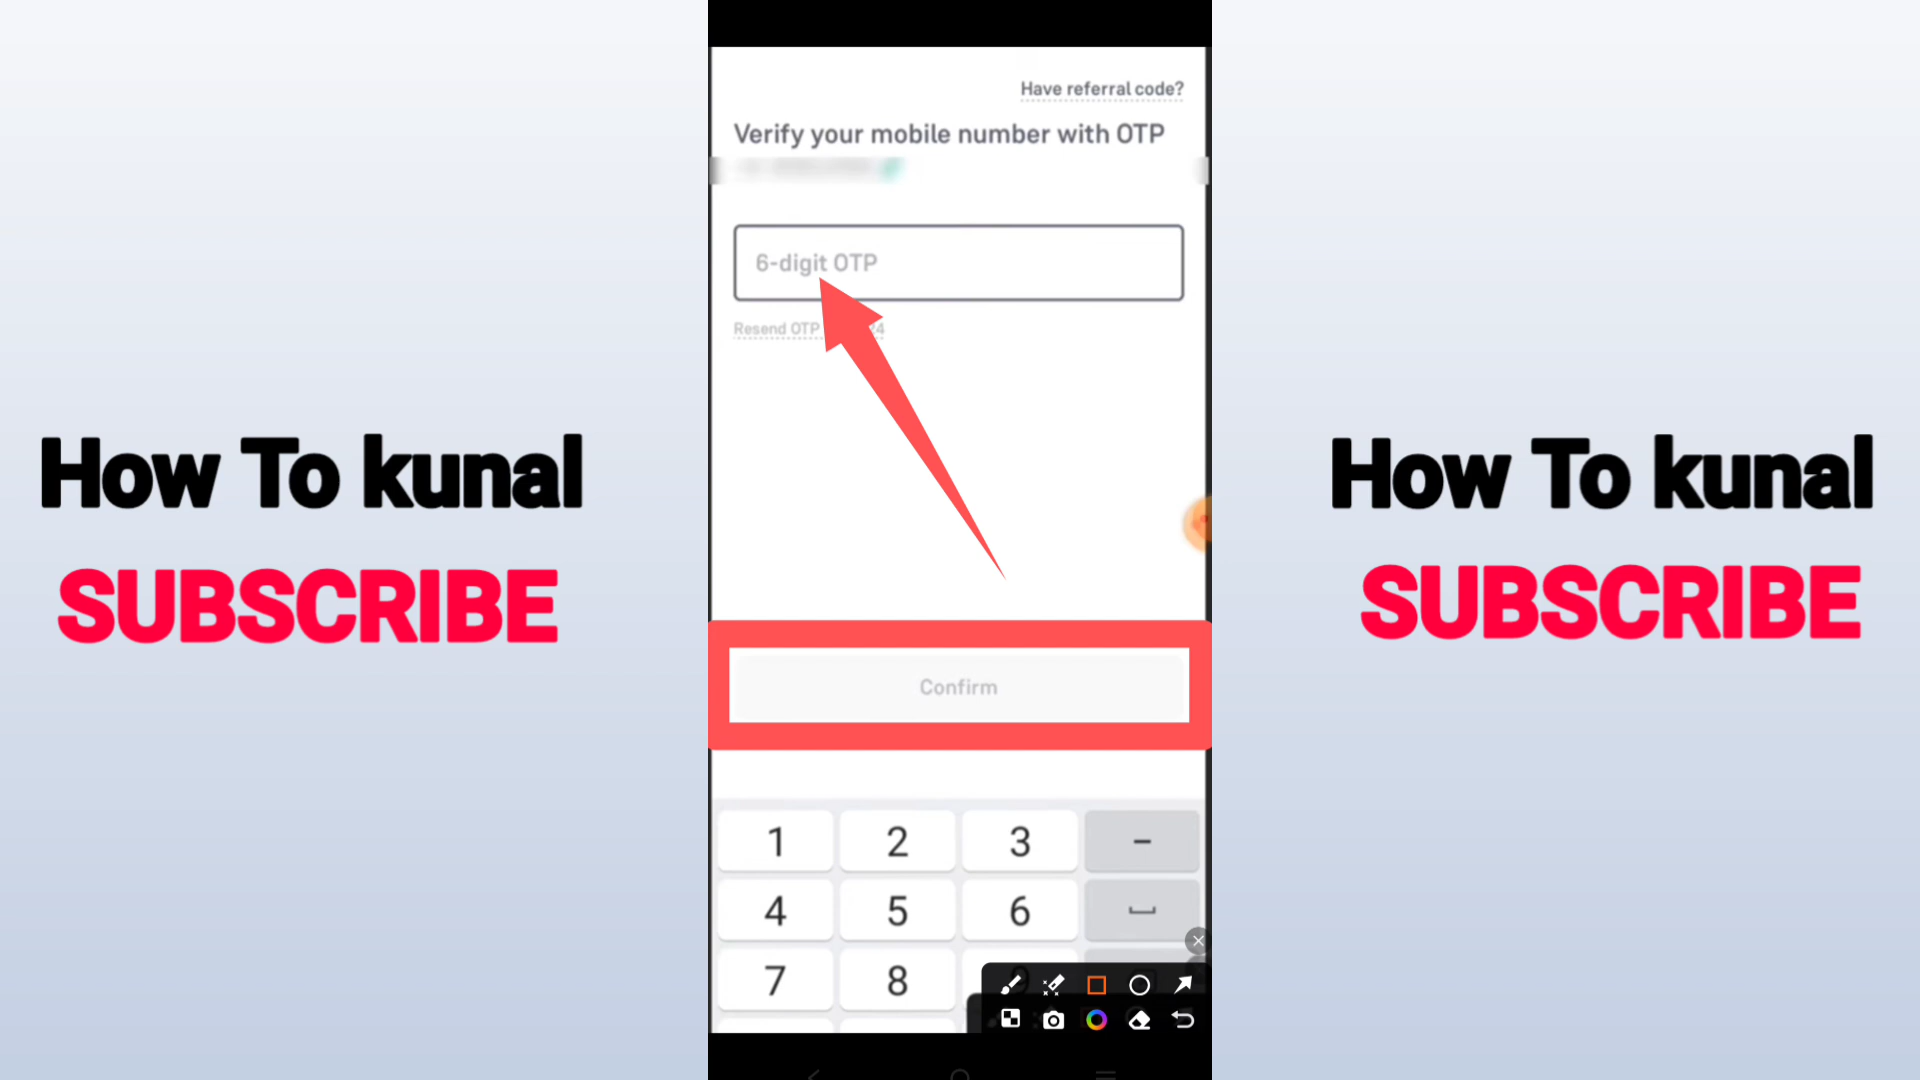 Have referral code?
Verify your mobile number with OTP
6-digit OTP
Resend OTP
How To kunal
SUBSCRIBE
How To kunal
SUBSCRIBE
Confirm
1 2 3 -
4 5 6
7 8